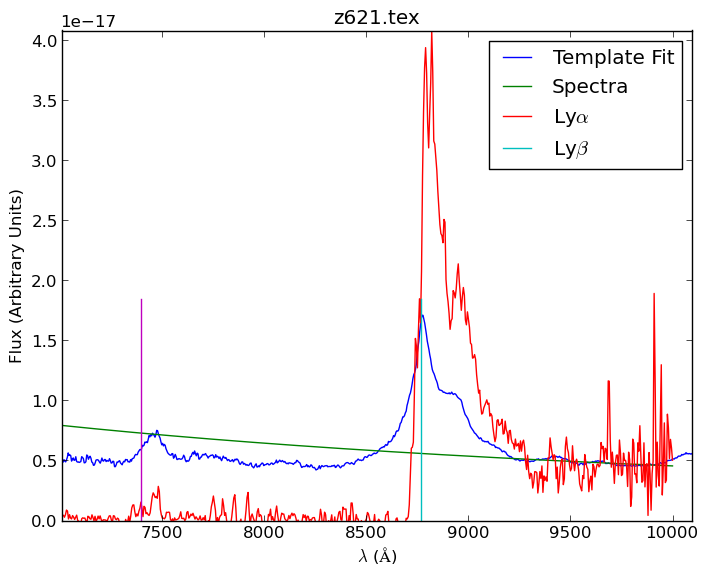 z621.tex
1e−17
4.0
3.5
3.0
2.5
2.0
1.5
1.0
0.5
0.0
Flux (Arbitrary Units)
Template Fit
Spectra
Lyα
Lyβ
7500 8000 8500 9000 9500 10000
λ (Å)